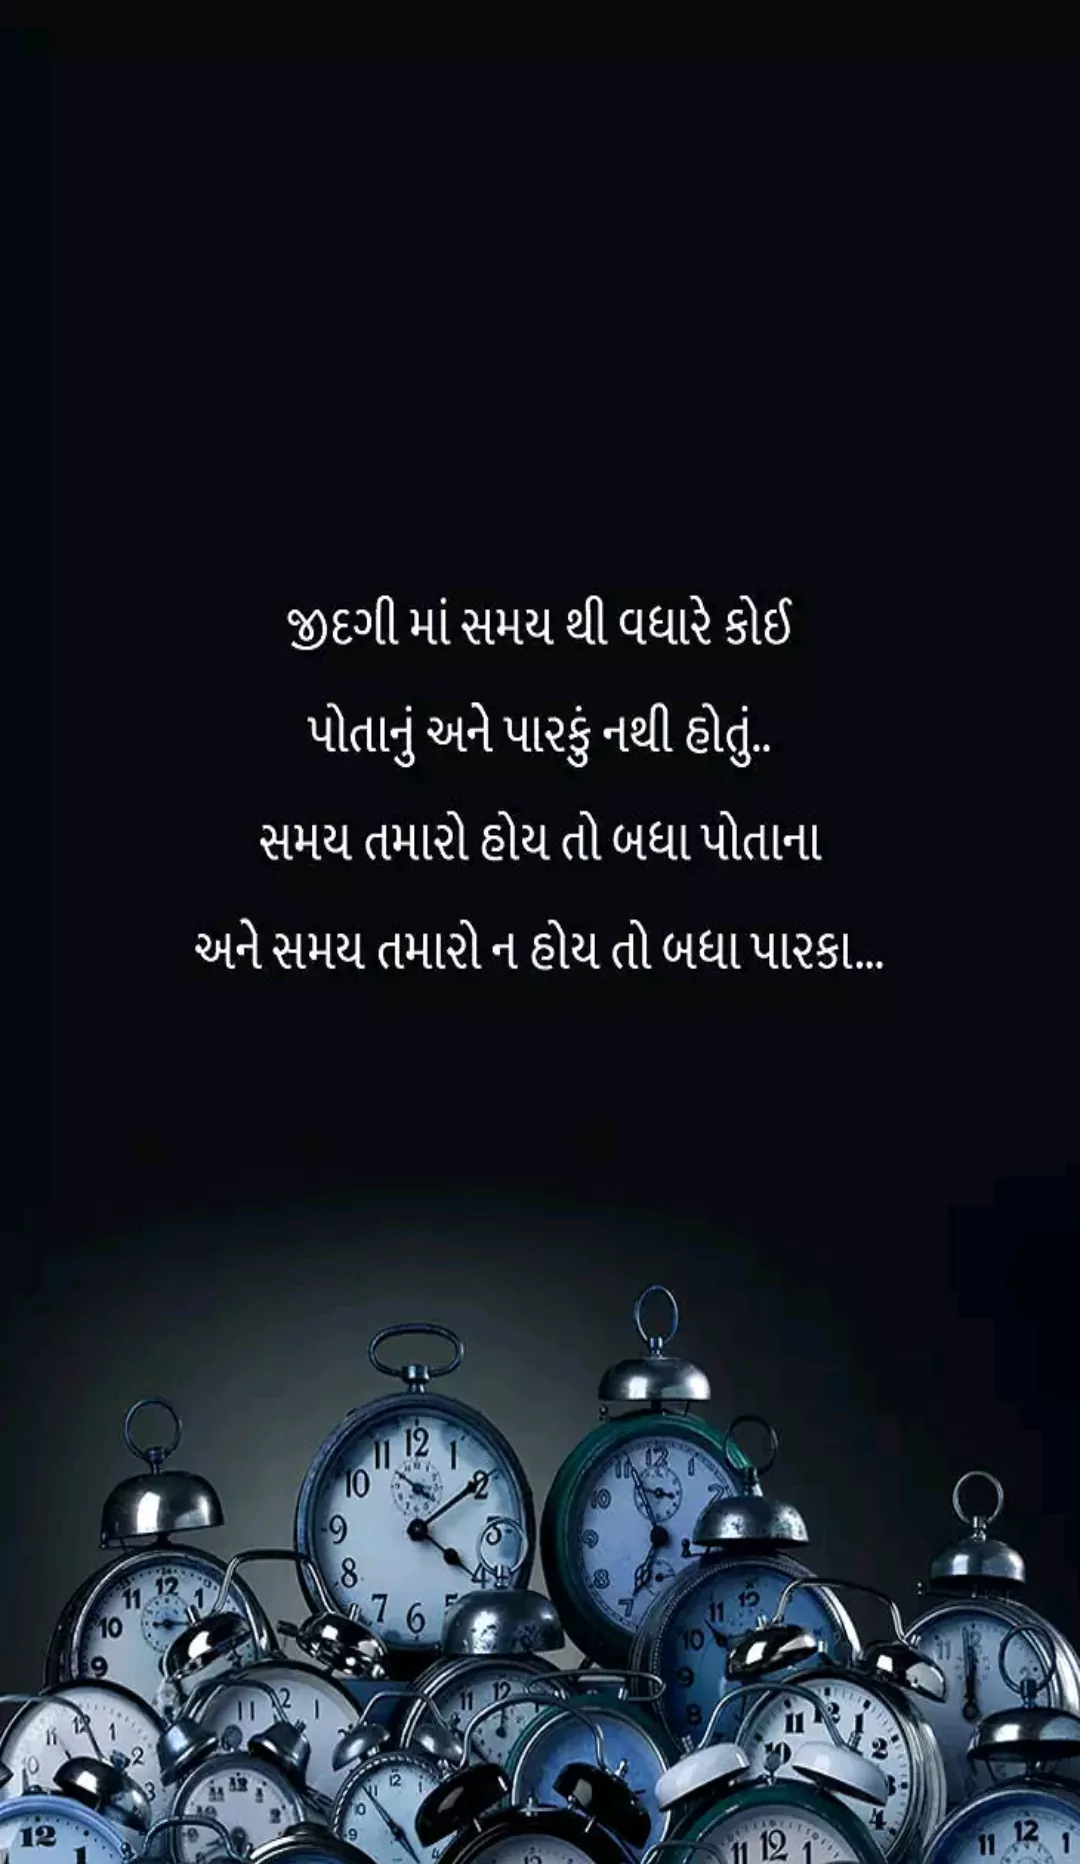 જીદગી માં સમય થી વધારે કોઈ
પોતાનું અને પારકું નથી હોતું..
સમય તમારો હોય તો બધા પોતાના
અને સમય તમારો ન હોય તો બધા પારકા...